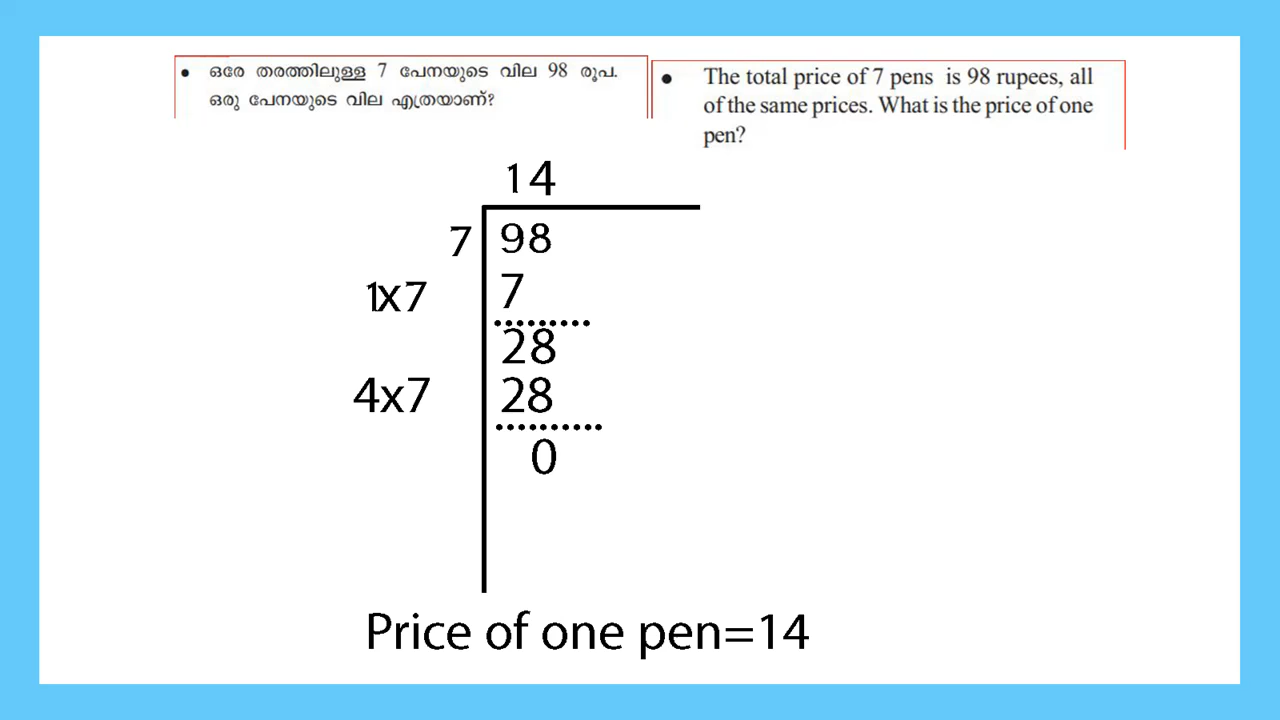 • ഒരേ തരത്തിലുള്ള 7 പേനയുടെ വില 98 രൂപ.
ഒരു പേനയുടെ വില എത്രയാണ്?
• The total price of 7 pens is 98 rupees, all
of the same prices. What is the price of one
pen?
14
7 98
1x7 7
28
4x7 28
0
Price of one pen=14